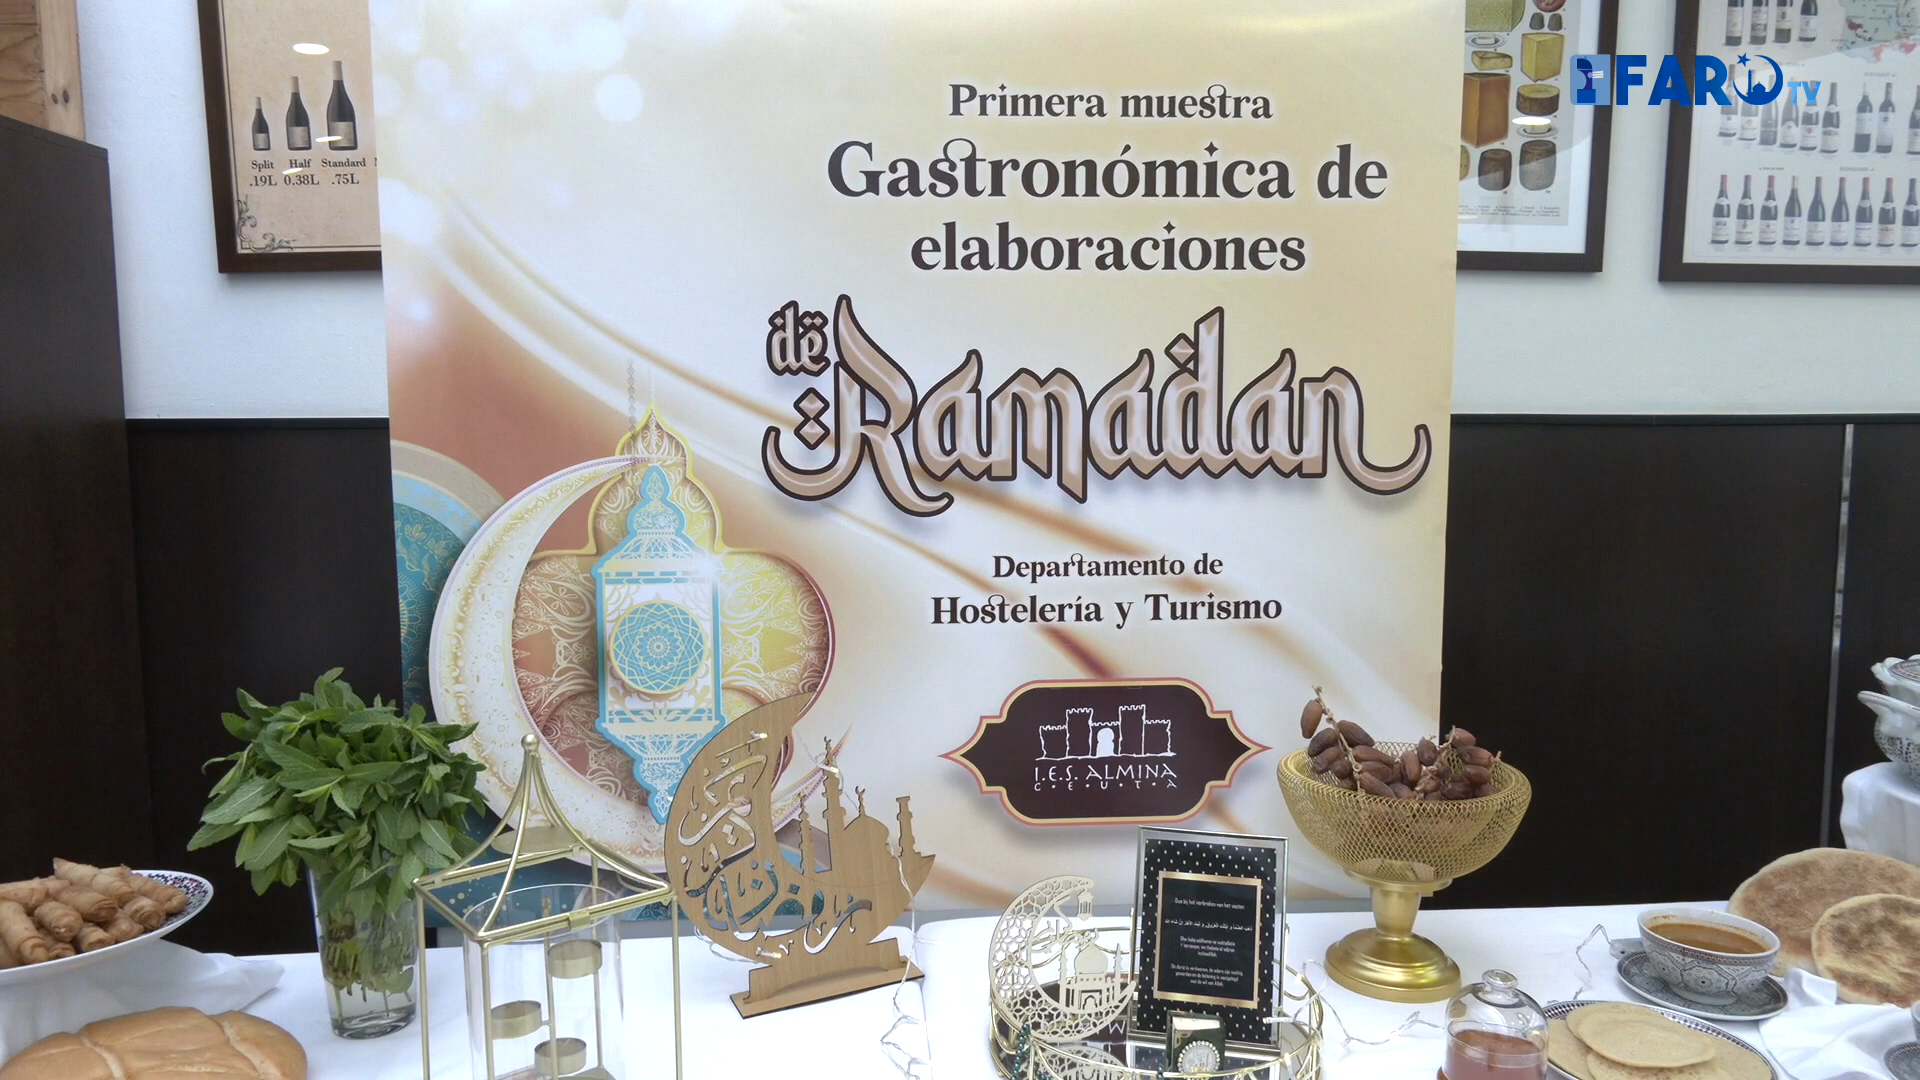 FARO TV
Split Half Standard
.19L 0.38L .75L
Primera muestra
Gastronómica de
elaboraciones
de Ramadan
Departamento de
Hostelería y Turismo
I.E.S. ALMINA
C·E·U·T·A